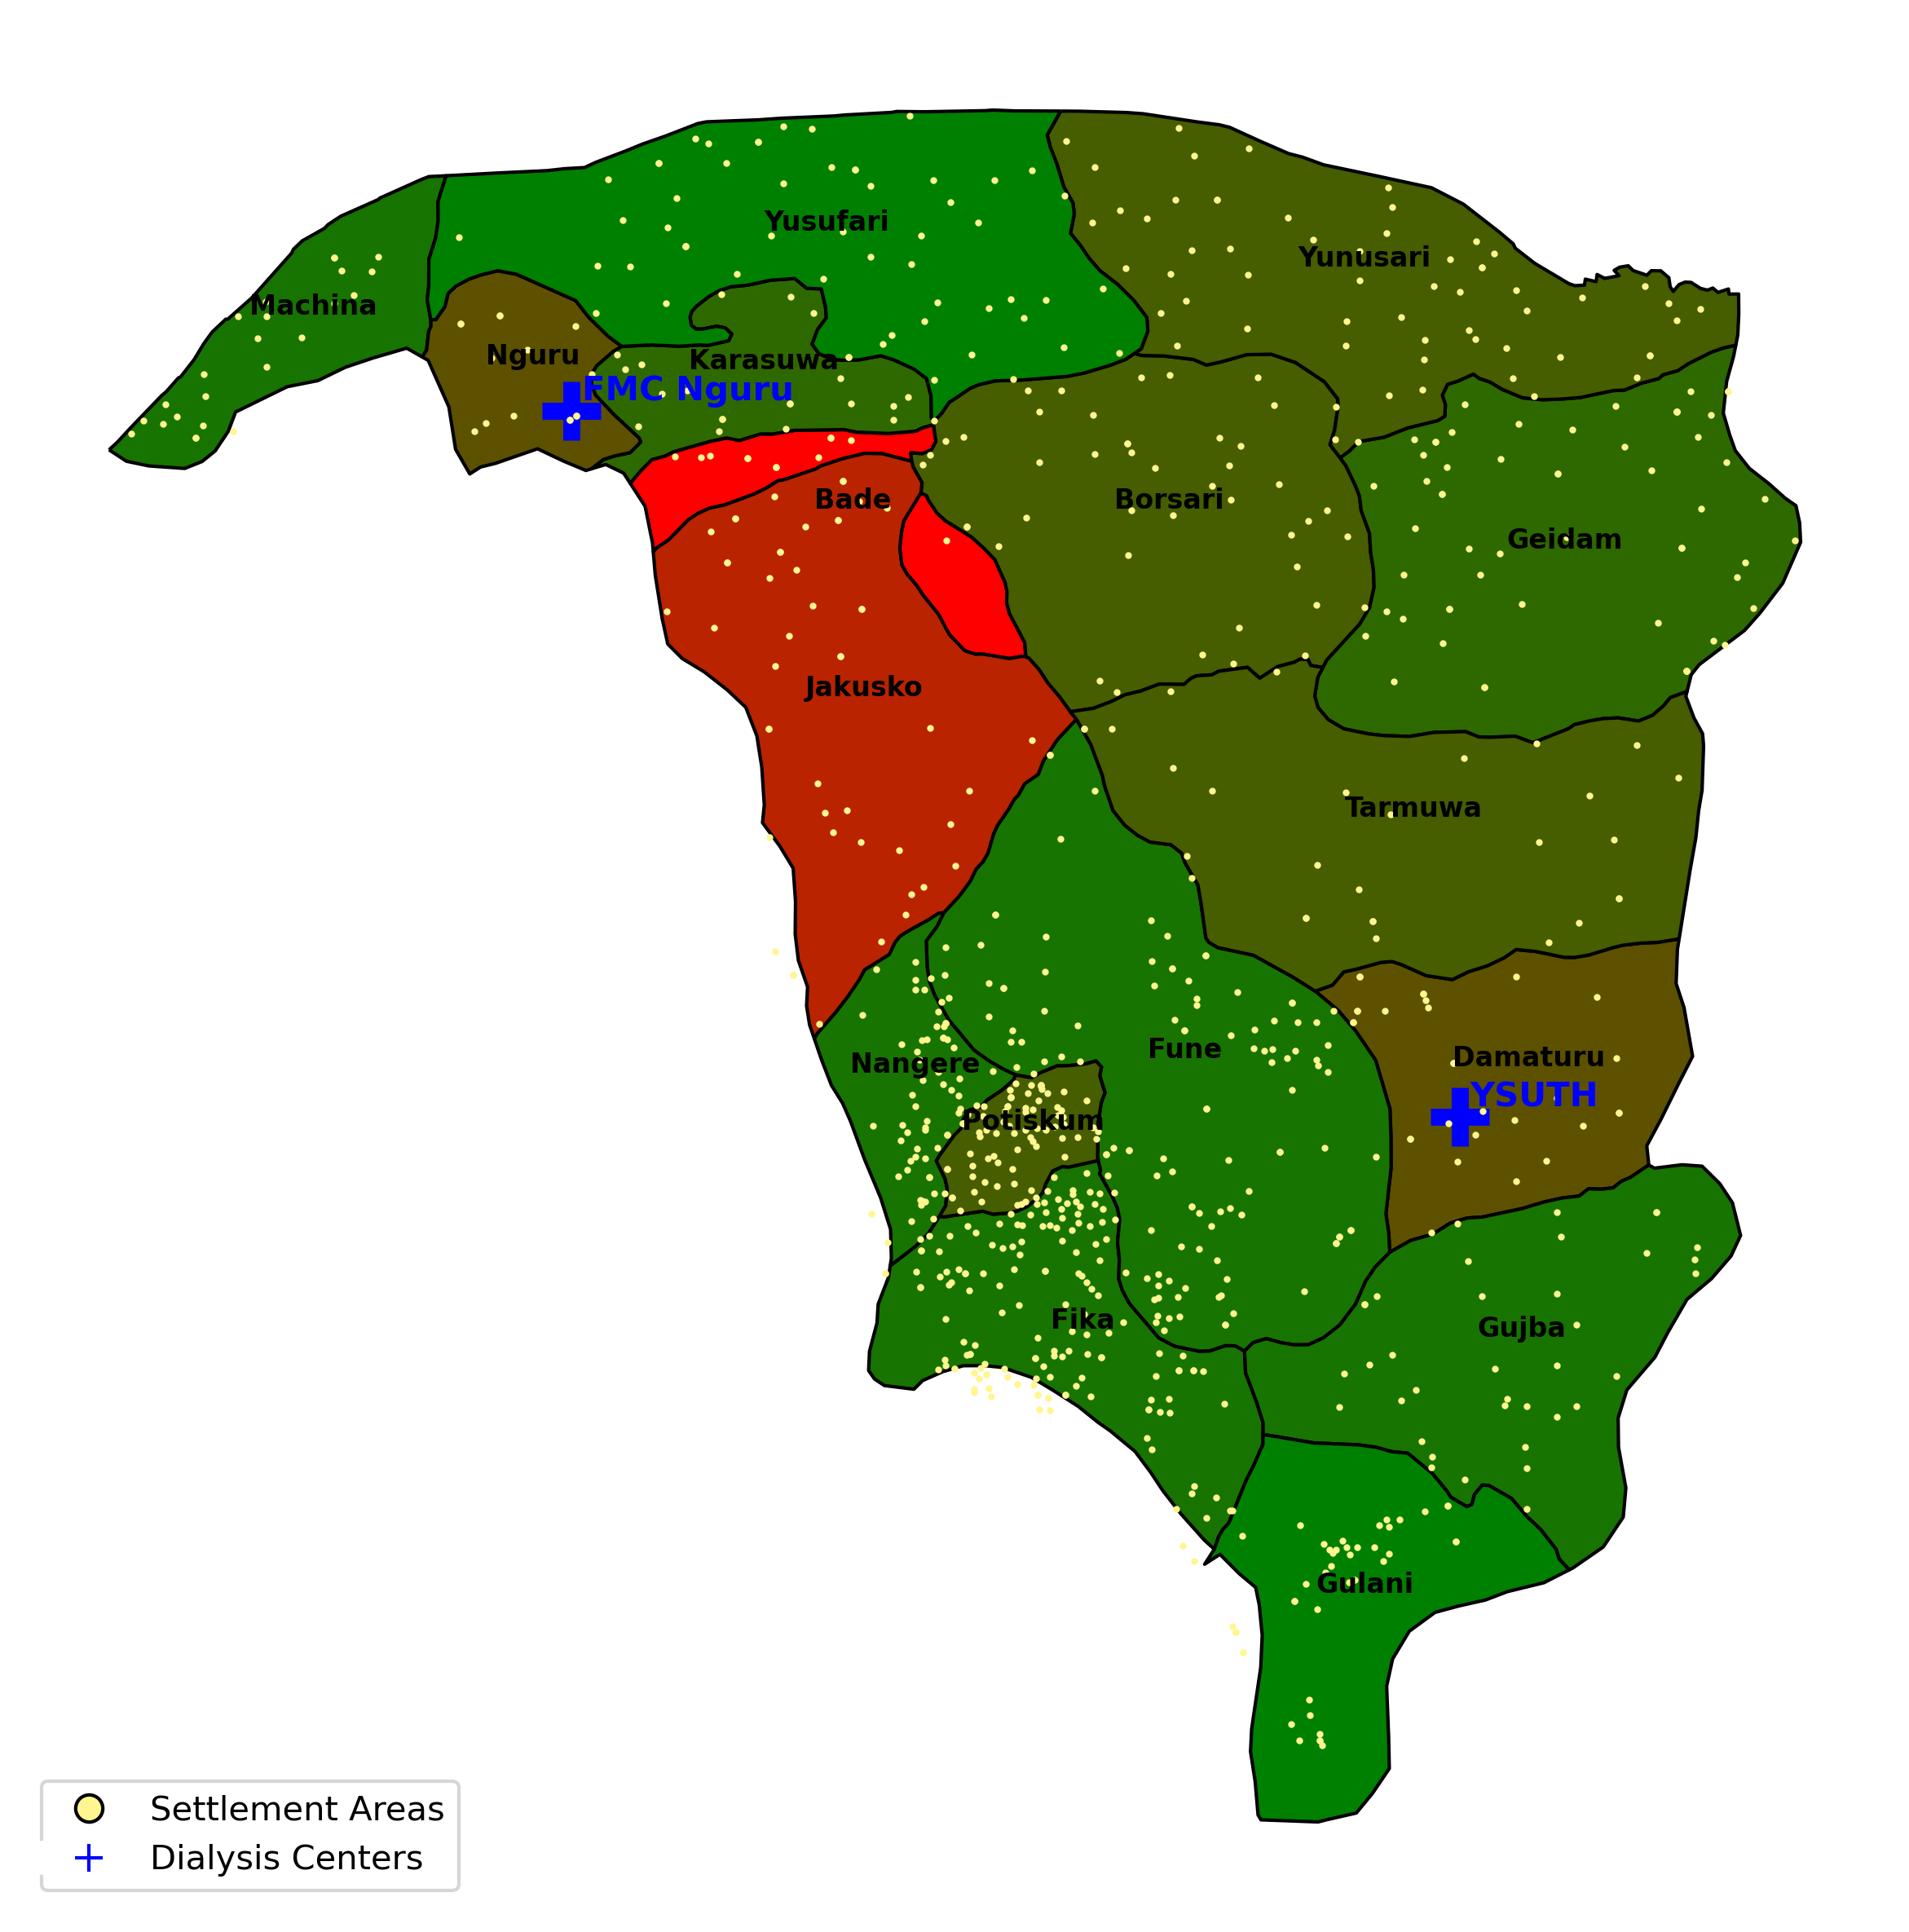 Yusufari
Yunusari
Machina
Nguru
Karasuwa
FMC Nguru
Bade
Borsari
Geidam
Jakusko
Tarmuwa
Fune
Damaturu
Nangere
YSUTH
Potiskum
Fika
Gujba
Gulani
Settlement Areas
Dialysis Centers